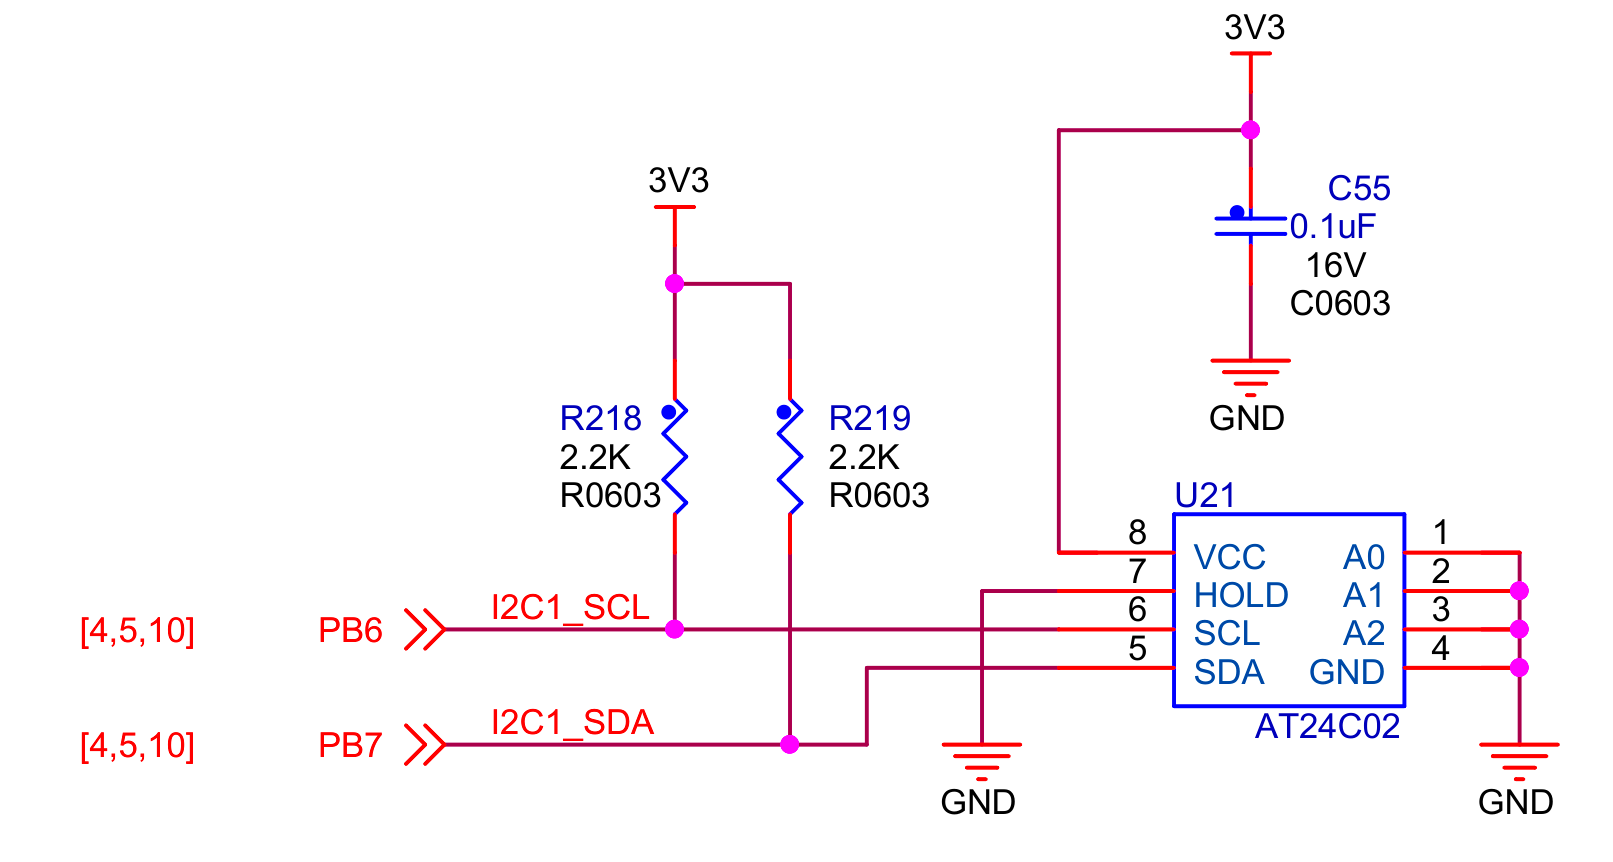 3V3
3V3
C55
0.1uF
16V
C0603
GND
R218
2.2K
R0603
R219
2.2K
R0603
U21
8 VCC A0 1
7 HOLD A1 2
6 SCL A2 3
5 SDA GND 4
AT24C02
[4,5,10] PB6 I2C1_SCL
[4,5,10] PB7 I2C1_SDA
GND
GND